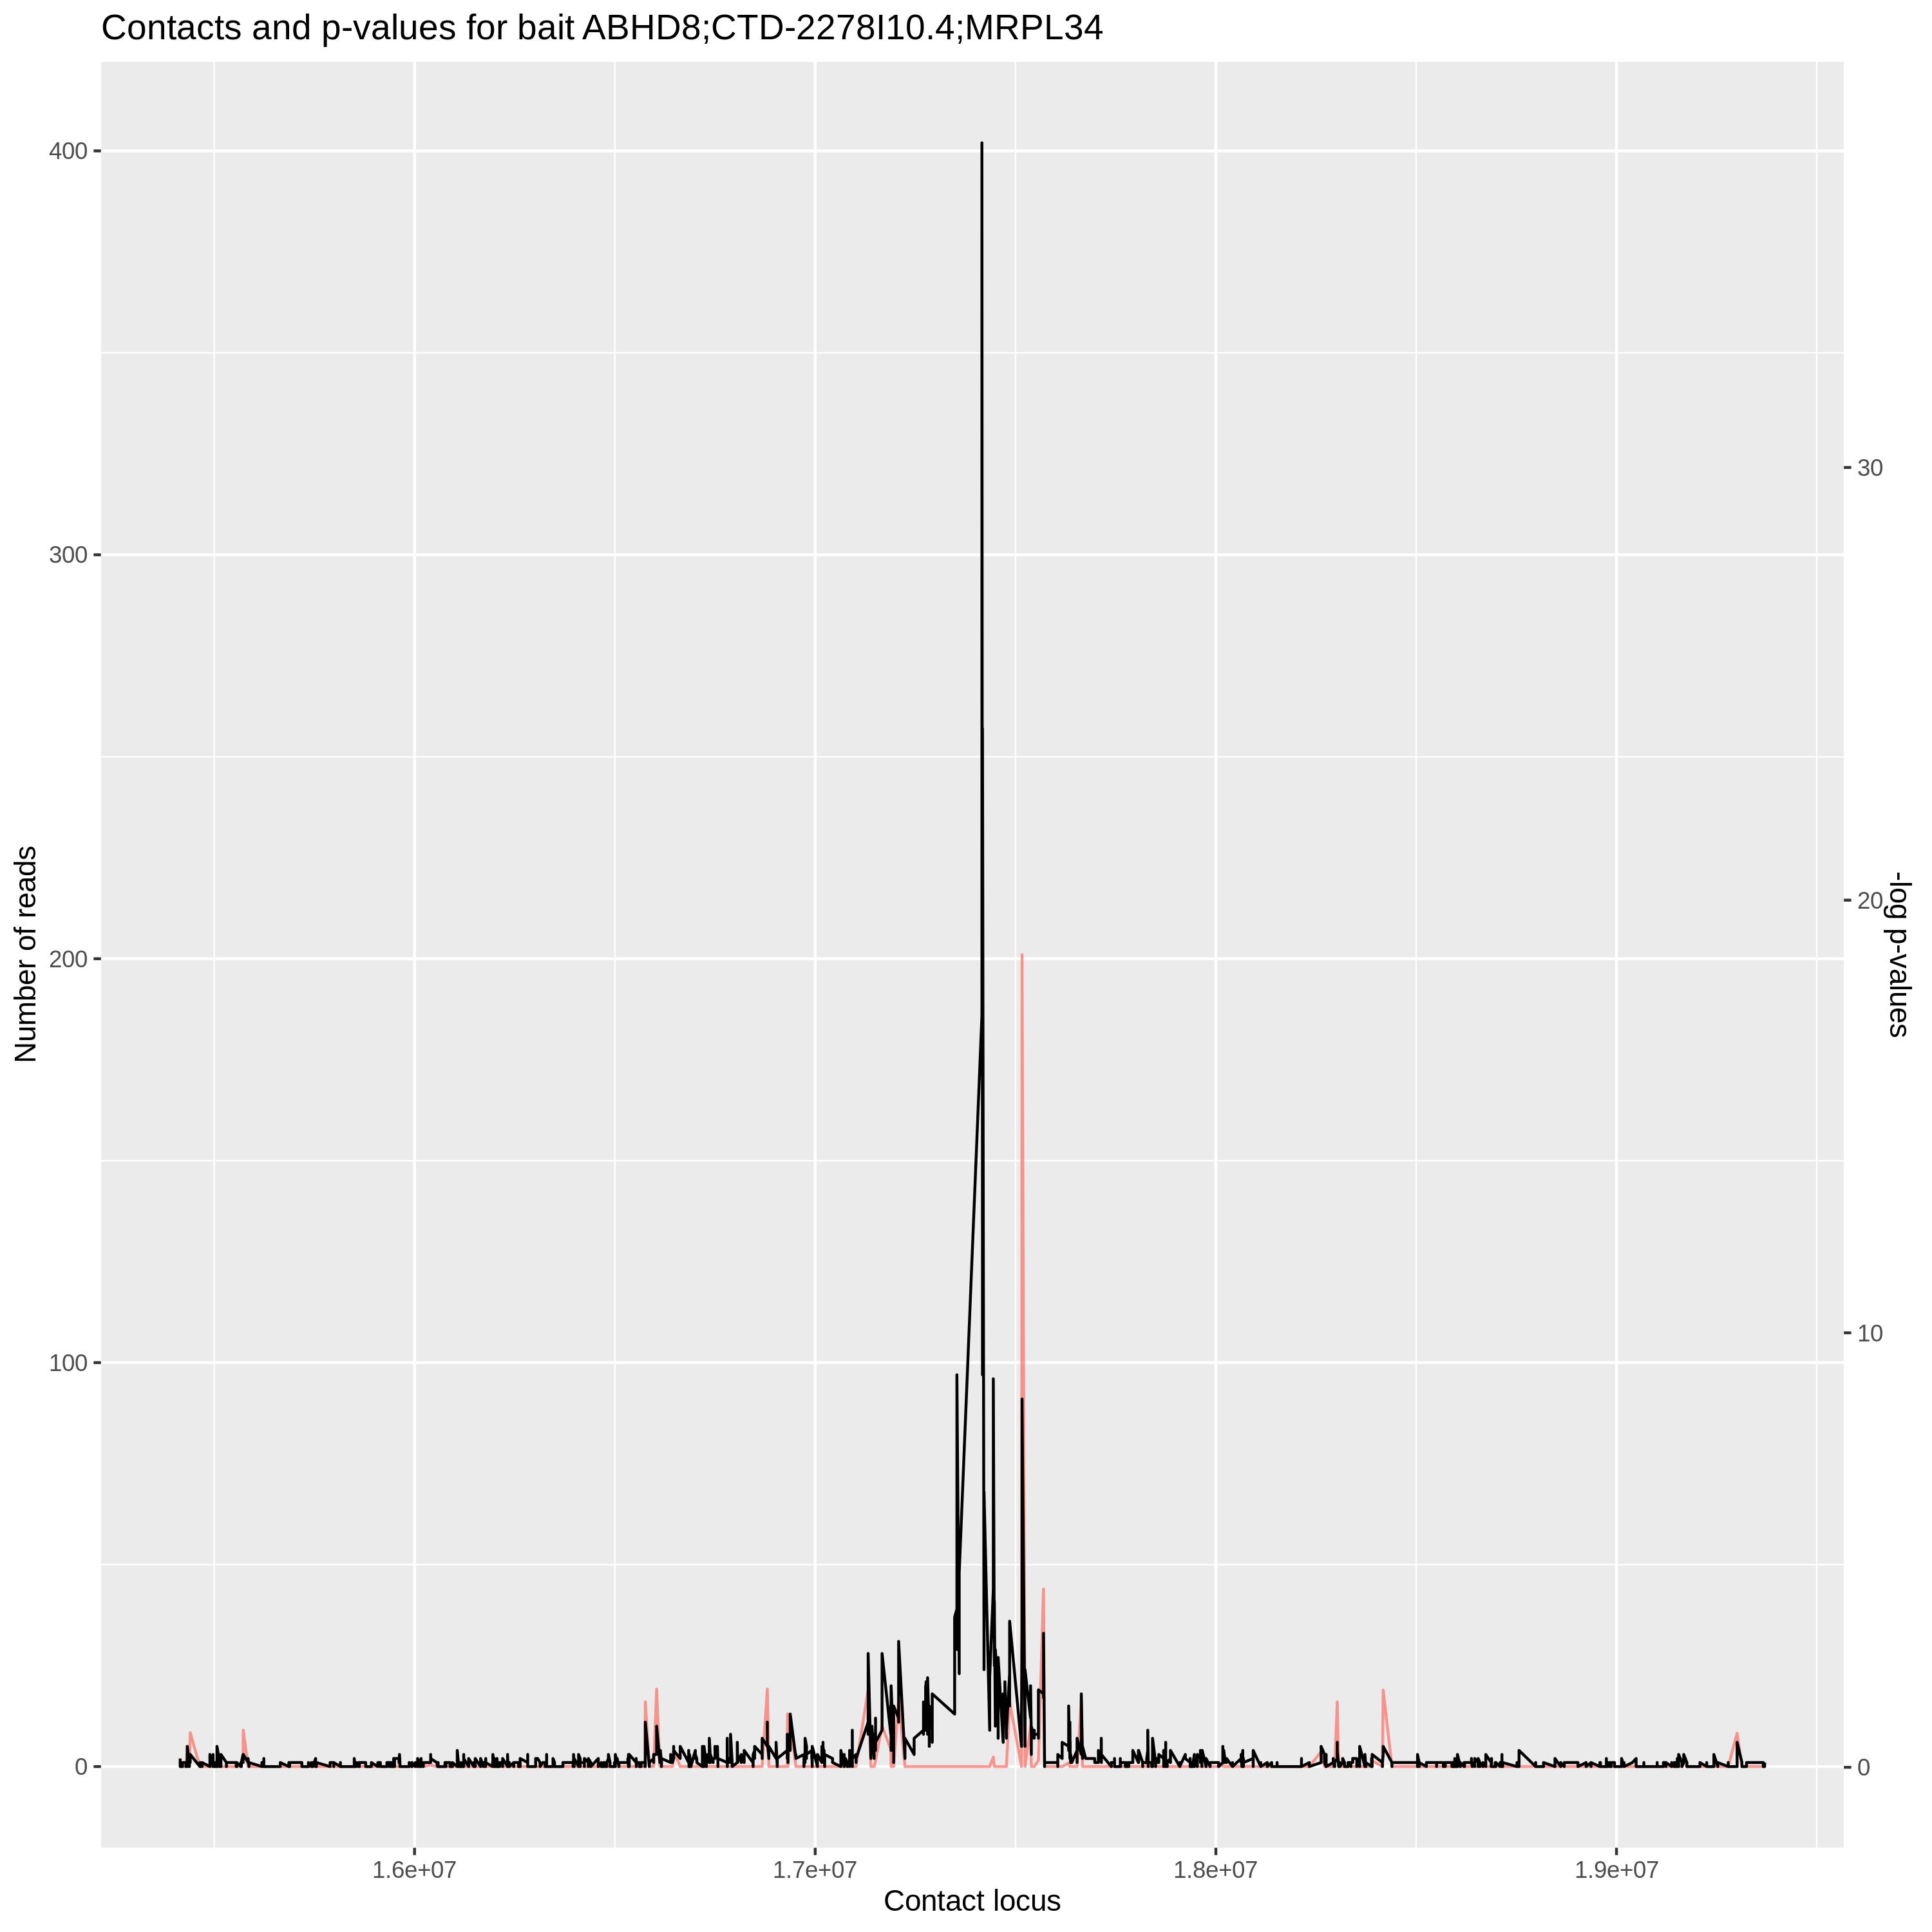 Contacts and p-values for bait ABHD8;CTD-2278I10.4;MRPL34
400
300
200
100
0
Number of reads
30
20
10
0
-log p-values
1.6e+07
1.7e+07
1.8e+07
1.9e+07
Contact locus